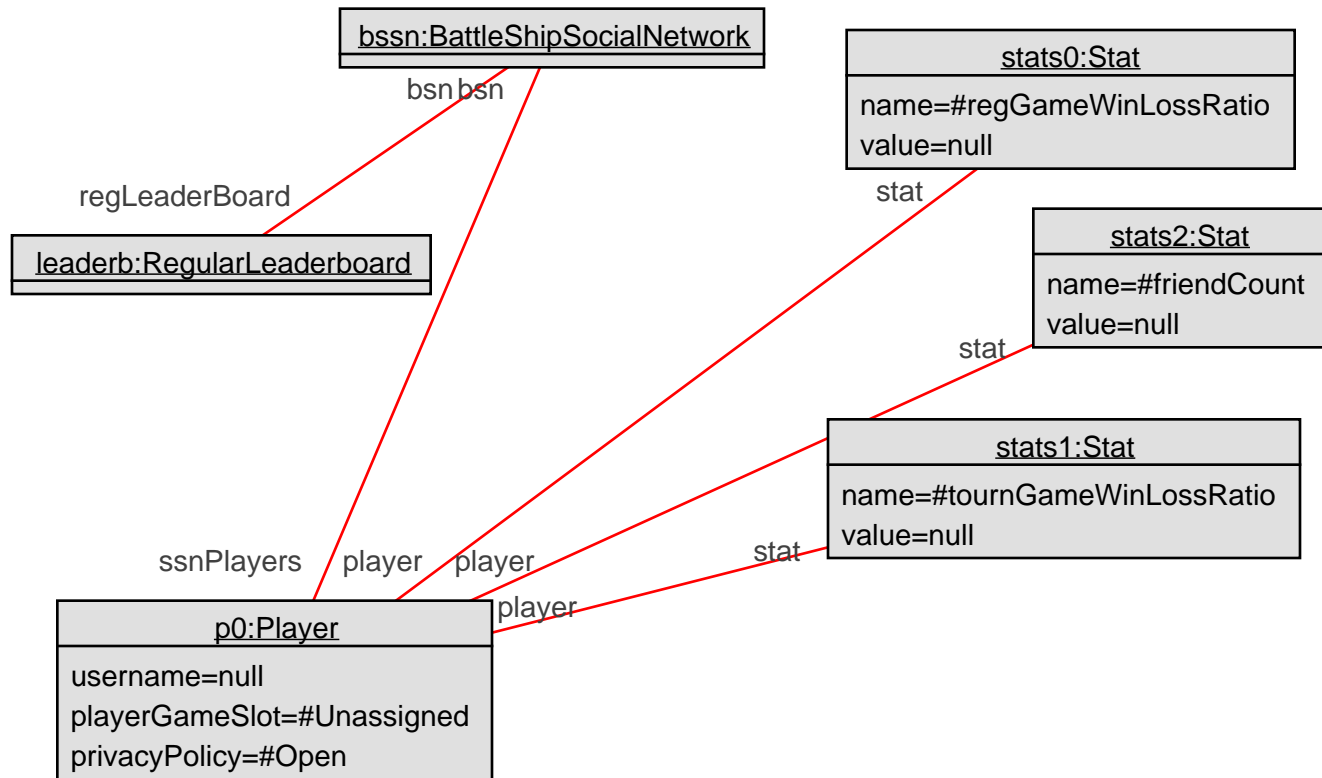 bssn:BattleShipSocialNetwork
bsn bsn
stats0:Stat
name=#regGameWinLossRatio
value=null
stat
regLeaderBoard
leaderb:RegularLeaderboard
stats2:Stat
name=#friendCount
value=null
stat
stats1:Stat
name=#tournGameWinLossRatio
value=null
stat
ssnPlayers
player
player
player
p0:Player
username=null
playerGameSlot=#Unassigned
privacyPolicy=#Open